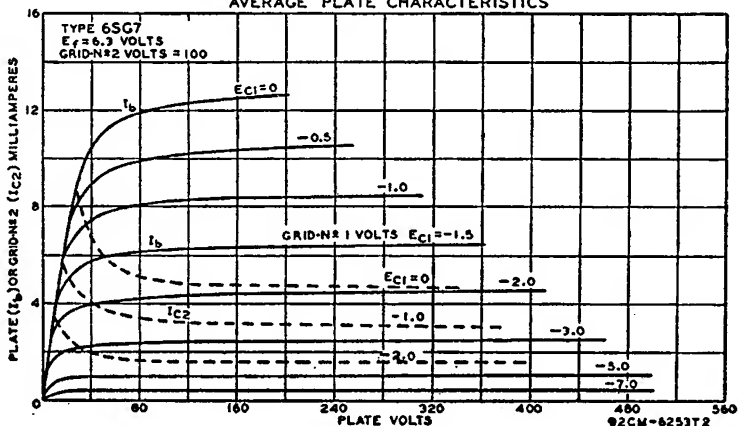 AVERAGE PLATE CHARACTERISTICS
TYPE 6SG7
Ef=6.3 VOLTS
GRID-Nº2 VOLTS =100
PLATE (Ib) OR GRID-Nº2 (IC2) MILLIAMPERES
16
12
8
4
0
Ib
EC1=0
-0.5
-1.0
Ib
GRID-Nº1 VOLTS EC1=-1.5
EC1=0
-2.0
IC2
-1.0
-3.0
-2.0
-5.0
-7.0
80
160
240
320
400
480
560
PLATE VOLTS
92CM-6253T2